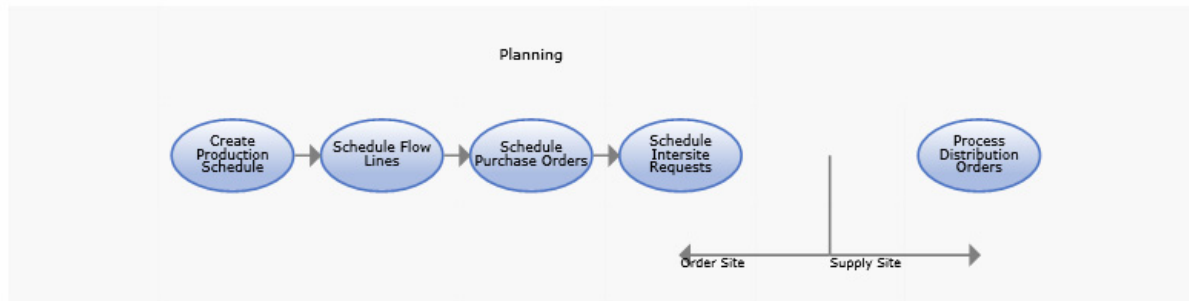 Planning
Create
Production
Schedule
Schedule Flow
Lines
Schedule
Purchase Orders
Schedule
Intersite
Requests
Process
Distribution
Orders
Order Site
Supply Site